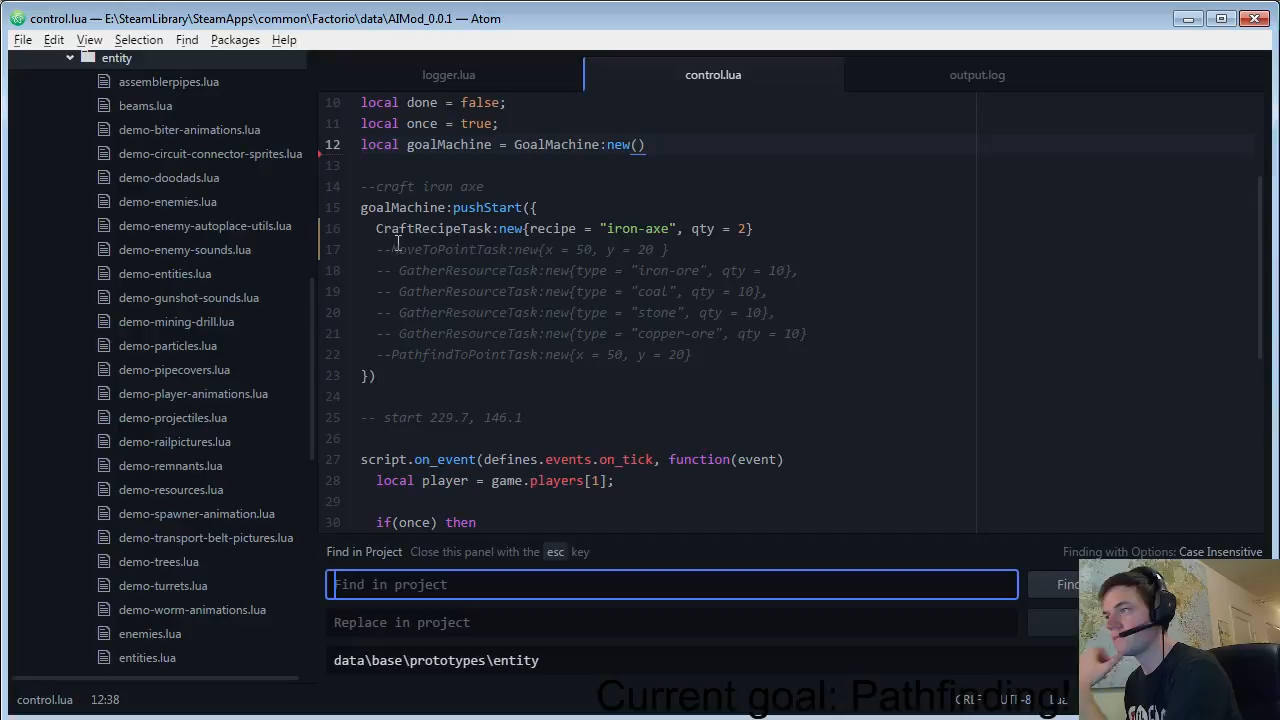 control.lua — E:\SteamLibrary\SteamApps\common\Factorio\data\AIMod_0.0.1 — Atom
File Edit View Selection Find Packages Help
entity
assemblerpipes.lua
beams.lua
demo-biter-animations.lua
demo-circuit-connector-sprites.lua
demo-doodads.lua
demo-enemies.lua
demo-enemy-autoplace-utils.lua
demo-enemy-sounds.lua
demo-entities.lua
demo-gunshot-sounds.lua
demo-mining-drill.lua
demo-particles.lua
demo-pipecovers.lua
demo-player-animations.lua
demo-projectiles.lua
demo-railpictures.lua
demo-remnants.lua
demo-resources.lua
demo-spawner-animation.lua
demo-transport-belt-pictures.lua
demo-trees.lua
demo-turrets.lua
demo-worm-animations.lua
enemies.lua
entities.lua
logger.lua control.lua output.log
10 local done = false;
11 local once = true;
12 local goalMachine = GoalMachine:new()
13
14 --craft iron axe
15 goalMachine:pushStart({
16 CraftRecipeTask:new{recipe = "iron-axe", qty = 2}
17 --MoveToPointTask:new{x = 50, y = 20 }
18 -- GatherResourceTask:new{type = "iron-ore", qty = 10},
19 -- GatherResourceTask:new{type = "coal", qty = 10},
20 -- GatherResourceTask:new{type = "stone", qty = 10},
21 -- GatherResourceTask:new{type = "copper-ore", qty = 10}
22 --PathfindToPointTask:new{x = 50, y = 20}
23 })
24
25 -- start 229.7, 146.1
26
27 script.on_event(defines.events.on_tick, function(event)
28 local player = game.players[1];
29
30 if(once) then
Find in Project Close this panel with the esc key Finding with Options: Case Insensitive
Find in project Find
Replace in project
data\base\prototypes\entity
Current goal: Pathfinding!
control.lua 12:38 CRLF UTF-8 Lua